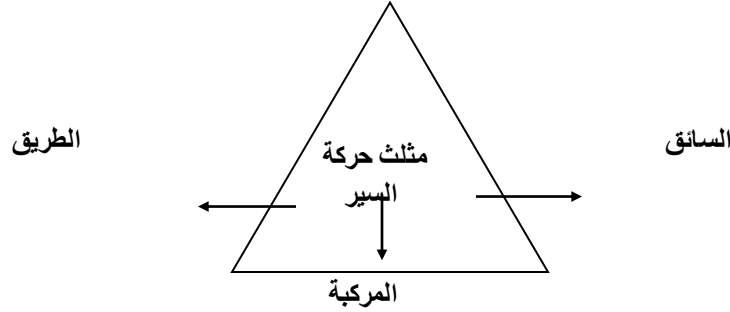 السائق
الطريق
مثلث حركة
السير
المركبة